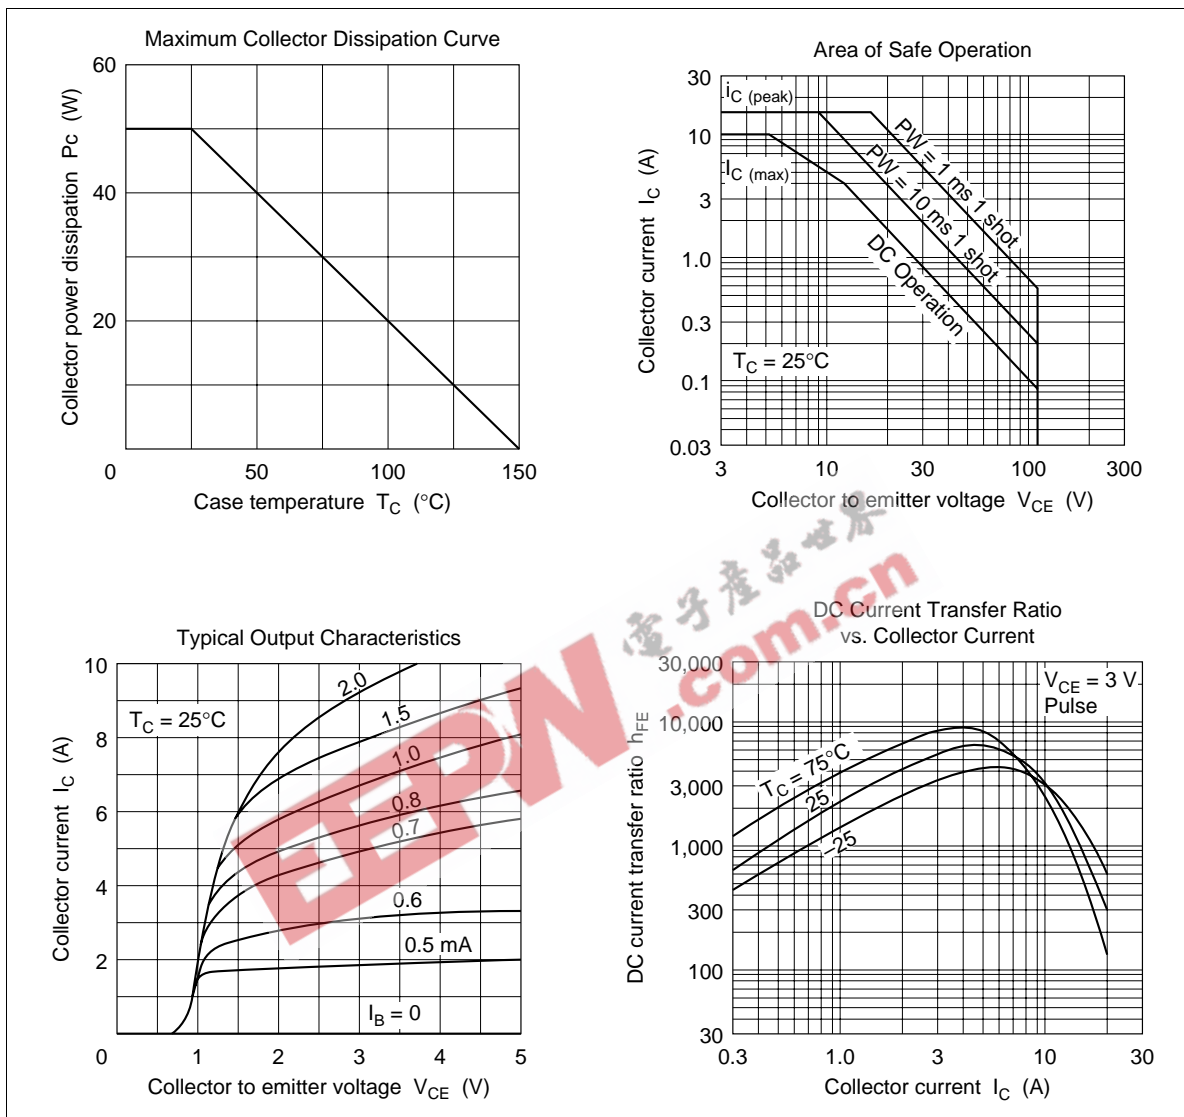 Maximum Collector Dissipation Curve
Collector power dissipation Pc (W)
60
40
20
0
50
100
150
Case temperature TC (°C)
Area of Safe Operation
Collector current IC (A)
30
10
3
1.0
0.3
0.1
0.03
iC (peak)
IC (max)
PW = 1 ms 1 shot
PW = 10 ms 1 shot
DC Operation
TC = 25°C
3
10
30
100
300
Collector to emitter voltage VCE (V)
Typical Output Characteristics
Collector current IC (A)
10
8
6
4
2
TC = 25°C
2.0
1.5
1.0
0.8
0.7
0.6
0.5 mA
IB = 0
0
1
2
3
4
5
Collector to emitter voltage VCE (V)
DC Current Transfer Ratio
vs. Collector Current
DC current transfer ratio hFE
30,000
10,000
3,000
1,000
300
100
30
VCE = 3 V
Pulse
TC = 75°C
25
–25
0.3
1.0
3
10
30
Collector current IC (A)
EEPW.com.cn
電子產品世界